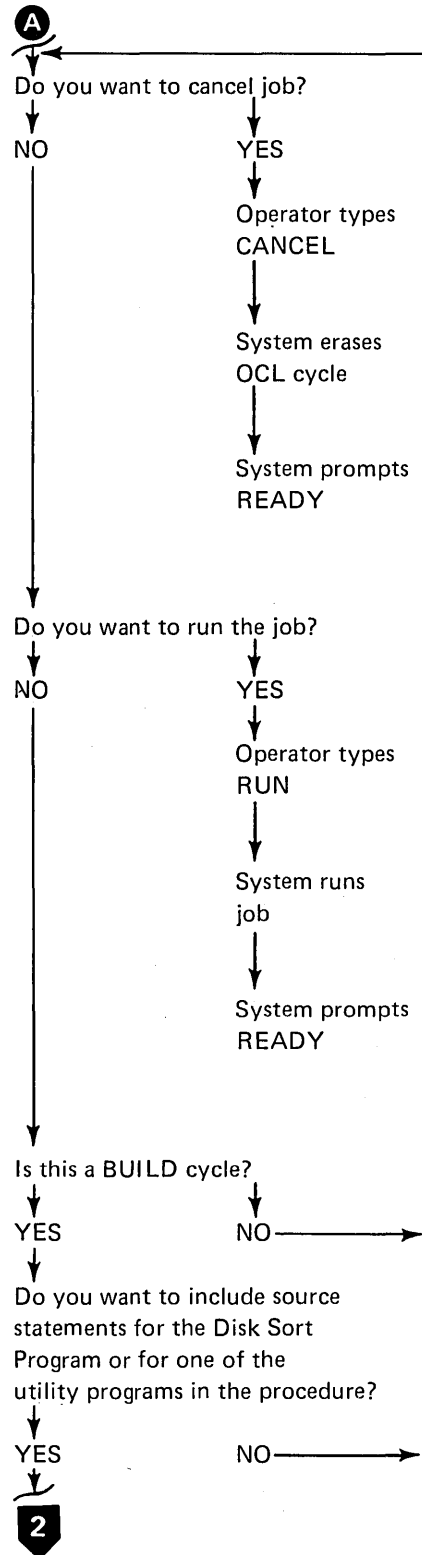 A
Do you want to cancel job?
NO YES
Operator types
CANCEL
System erases
OCL cycle
System prompts
READY
Do you want to run the job?
NO YES
Operator types
RUN
System runs
job
System prompts
READY
Is this a BUILD cycle?
YES NO
Do you want to include source
statements for the Disk Sort
Program or for one of the
utility programs in the procedure?
YES NO
2